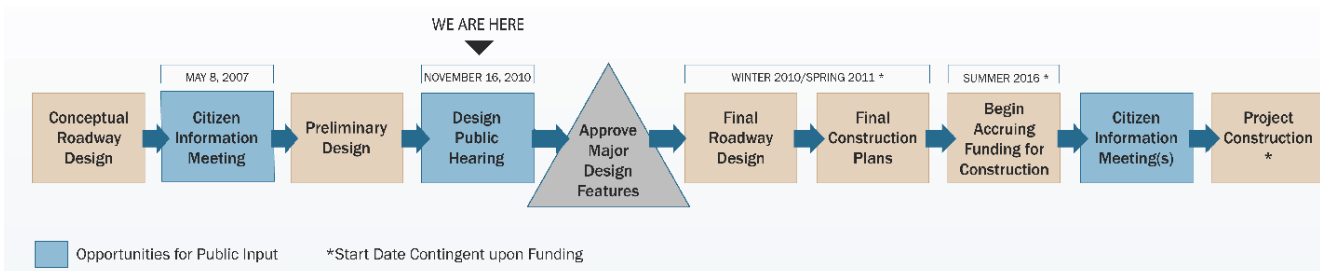 WE ARE HERE
MAY 8, 2007
NOVEMBER 16, 2010
WINTER 2010/SPRING 2011 *
SUMMER 2016 *
Conceptual
Roadway
Design
Citizen
Information
Meeting
Preliminary
Design
Design
Public
Hearing
Approve
Major
Design
Features
Final
Roadway
Design
Final
Construction
Plans
Begin
Accruing
Funding for
Construction
Citizen
Information
Meeting(s)
Project
Construction
*
Opportunities for Public Input
*Start Date Contingent upon Funding